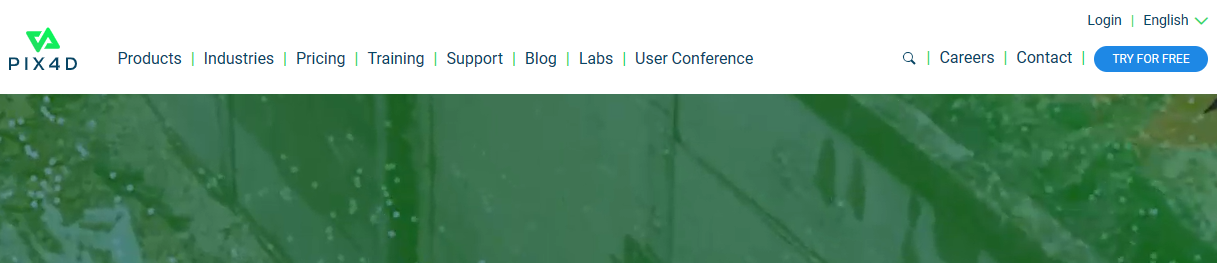 Login | English
PIX4D
Products | Industries | Pricing | Training | Support | Blog | Labs | User Conference | Careers | Contact | TRY FOR FREE